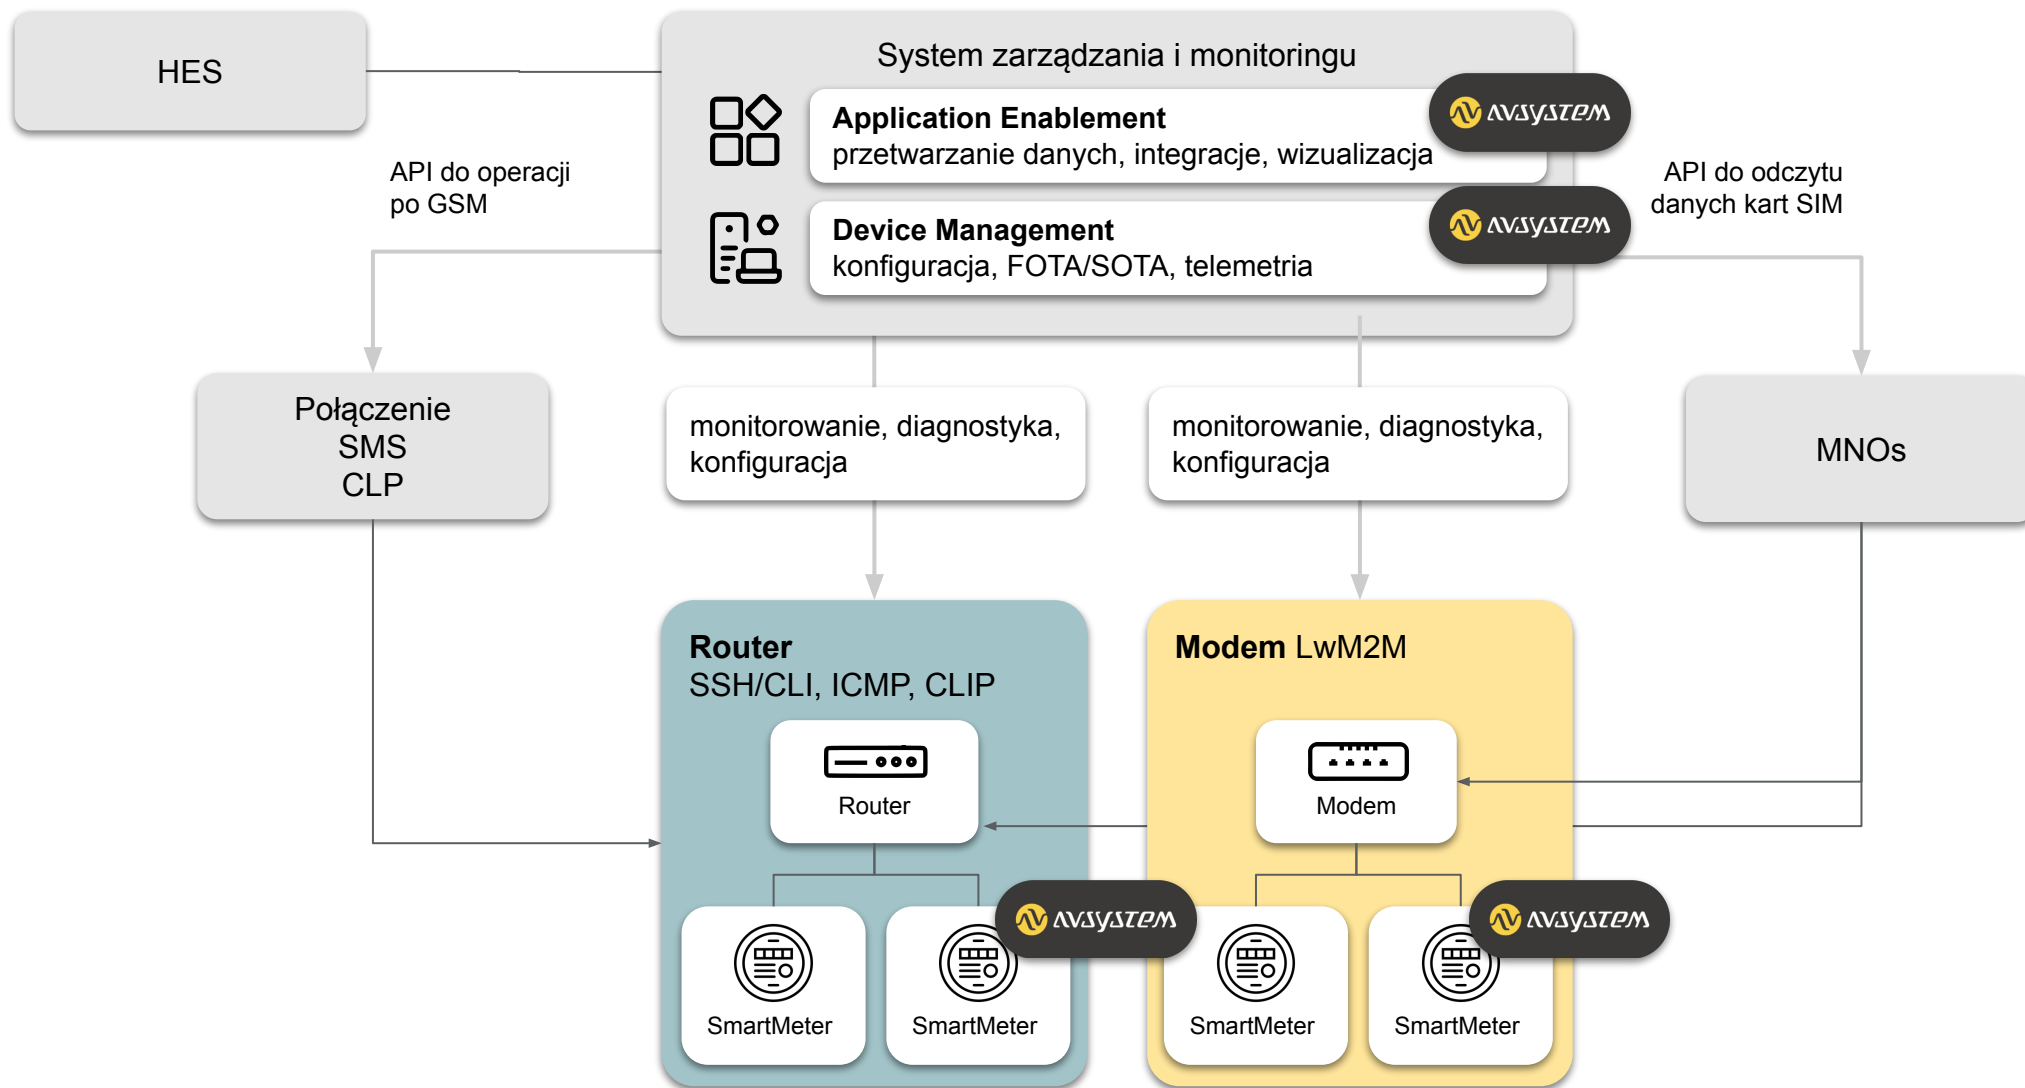 HES
System zarządzania i monitoringu
Application Enablement
przetwarzanie danych, integracje, wizualizacja
AVSYSTEM
Device Management
konfiguracja, FOTA/SOTA, telemetria
AVSYSTEM
API do operacji
po GSM
API do odczytu
danych kart SIM
Połączenie
SMS
CLP
monitorowanie, diagnostyka,
konfiguracja
monitorowanie, diagnostyka,
konfiguracja
MNOs
Router
SSH/CLI, ICMP, CLIP
Router
SmartMeter
SmartMeter
AVSYSTEM
Modem LwM2M
Modem
SmartMeter
SmartMeter
AVSYSTEM